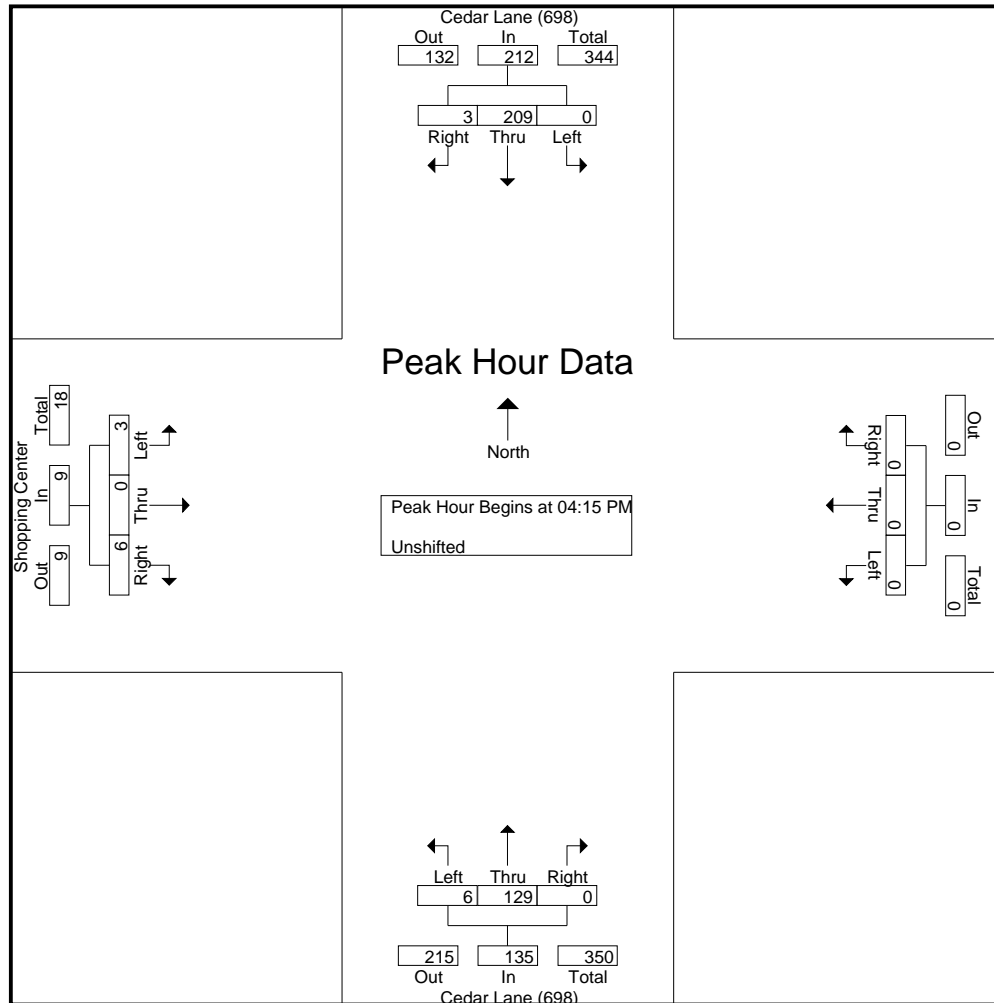 Cedar Lane (698)
Out In Total
132 212 344
3 209 0
Right Thru Left
Peak Hour Data
North
Peak Hour Begins at 04:15 PM
Unshifted
Shopping Center
Total In Out
18 9 9
3 0 6
Left Thru Right
Right Thru Left
0 0 0
Out In Total
0 0 0
Left Thru Right
6 129 0
215 135 350
Out In Total
Cedar Lane (698)